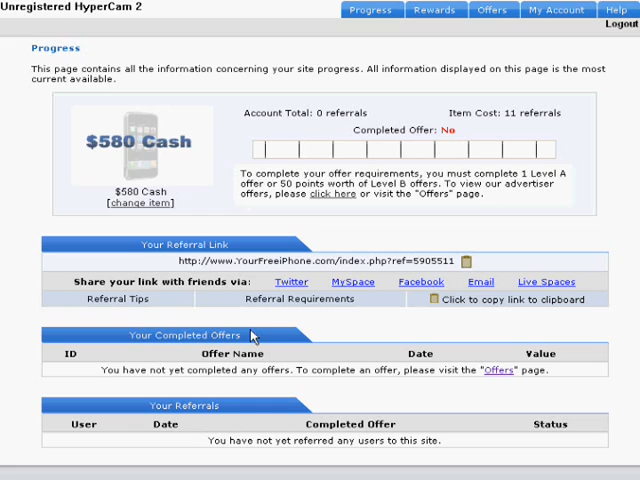 Unregistered HyperCam 2
Progress Rewards Offers My Account Help
Logout
Progress
This page contains all the information concerning your site progress. All information displayed on this page is the most
current available.
Account Total: 0 referrals Item Cost: 11 referrals
Completed Offer: No
$580 Cash
To complete your offer requirements, you must complete 1 Level A
offer or 50 points worth of Level B offers. To view our advertiser
offers, please click here or visit the "Offers" page.
$580 Cash
[change item]
Your Referral Link
http://www.YourFreeiPhone.com/index.php?ref=5905511
Share your link with friends via: Twitter MySpace Facebook Email Live Spaces
Referral Tips Referral Requirements Click to copy link to clipboard
Your Completed Offers
ID Offer Name Date Value
You have not yet completed any offers. To complete an offer, please visit the "Offers" page.
Your Referrals
User Date Completed Offer Status
You have not yet referred any users to this site.